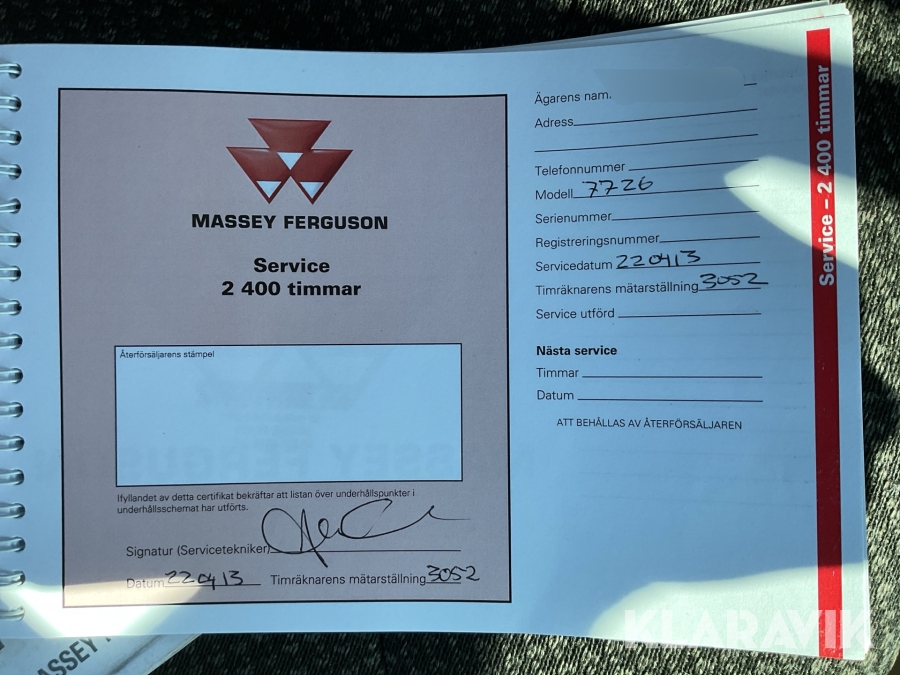 MASSEY FERGUSON
Service
2 400 timmar
Återförsäljarens stämpel
Ifyllandet av detta certifikat bekräftar att listan över underhållspunkter i
underhållsschemat har utförts.
Signatur (Servicetekniker)
Datum 220413 Timräknarens mätarställning 3052
Ägarens nam.
Adress
Telefonnummer
Modell 7726
Serienummer
Registreringsnummer
Servicedatum 220413
Timräknarens mätarställning 3052
Service utförd
Nästa service
Timmar
Datum
ATT BEHÅLLAS AV ÅTERFÖRSÄLJAREN
Service – 2 400 timmar
ASSEY
KLARAVIK